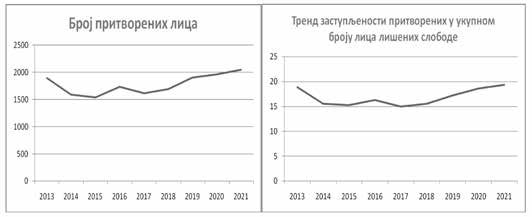 Број притворених лица
2500
2000
1500
1000
500
0
2013 2014 2015 2016 2017 2018 2019 2020 2021
Тренд заступљености притворених у укупном
броју лица лишених слободе
25
20
15
10
5
0
2013 2014 2015 2016 2017 2018 2019 2020 2021